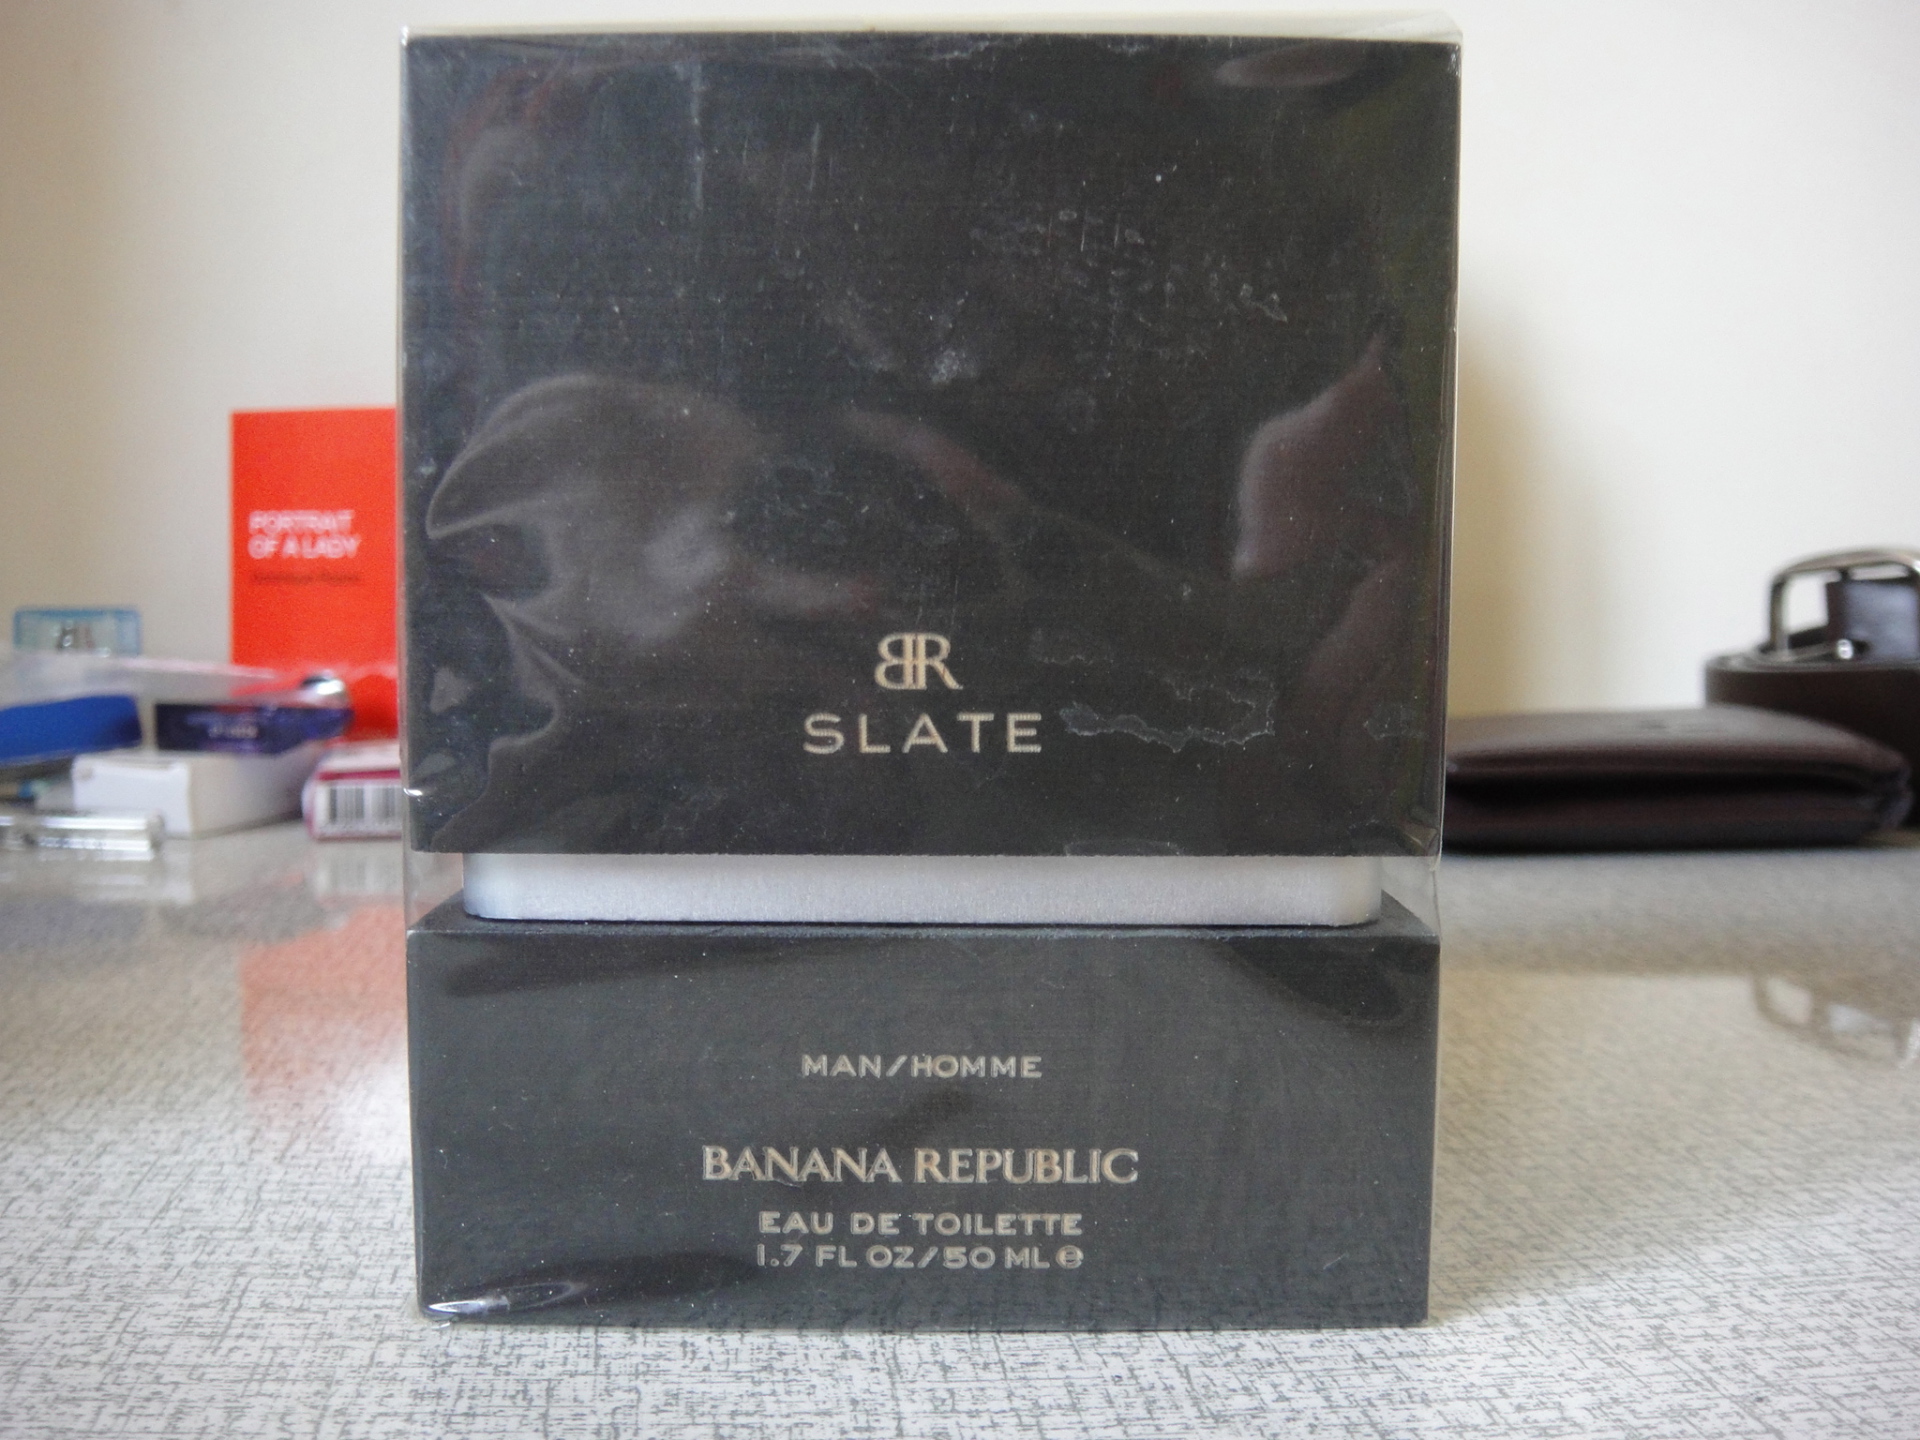 PORTRAIT
OF A LADY
BR
SLATE
MAN/HOMME
BANANA REPUBLIC
EAU DE TOILETTE
1.7 FL OZ/50 ML ℮